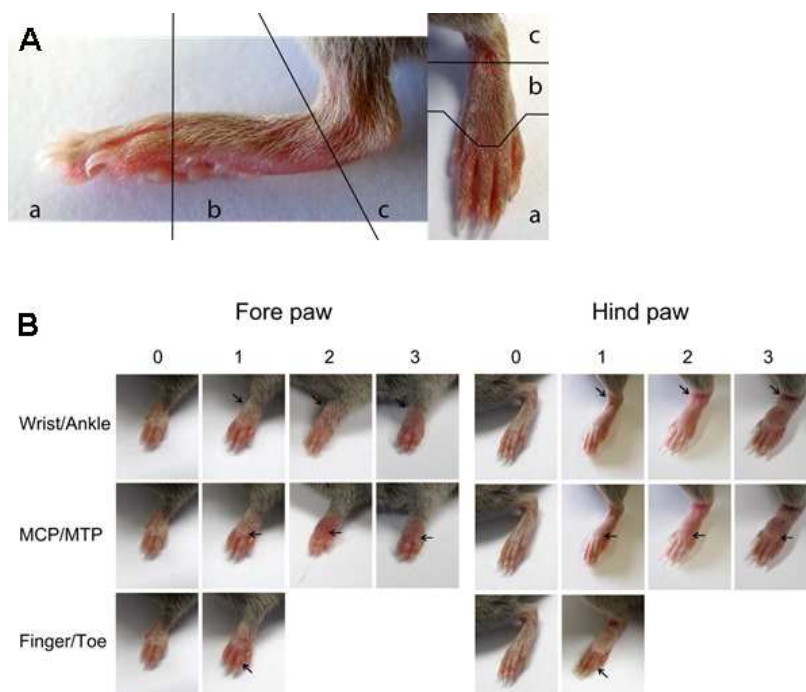 A
a
b
c
c
b
a
B
Fore paw
Hind paw
0
1
2
3
0
1
2
3
Wrist/Ankle
MCP/MTP
Finger/Toe